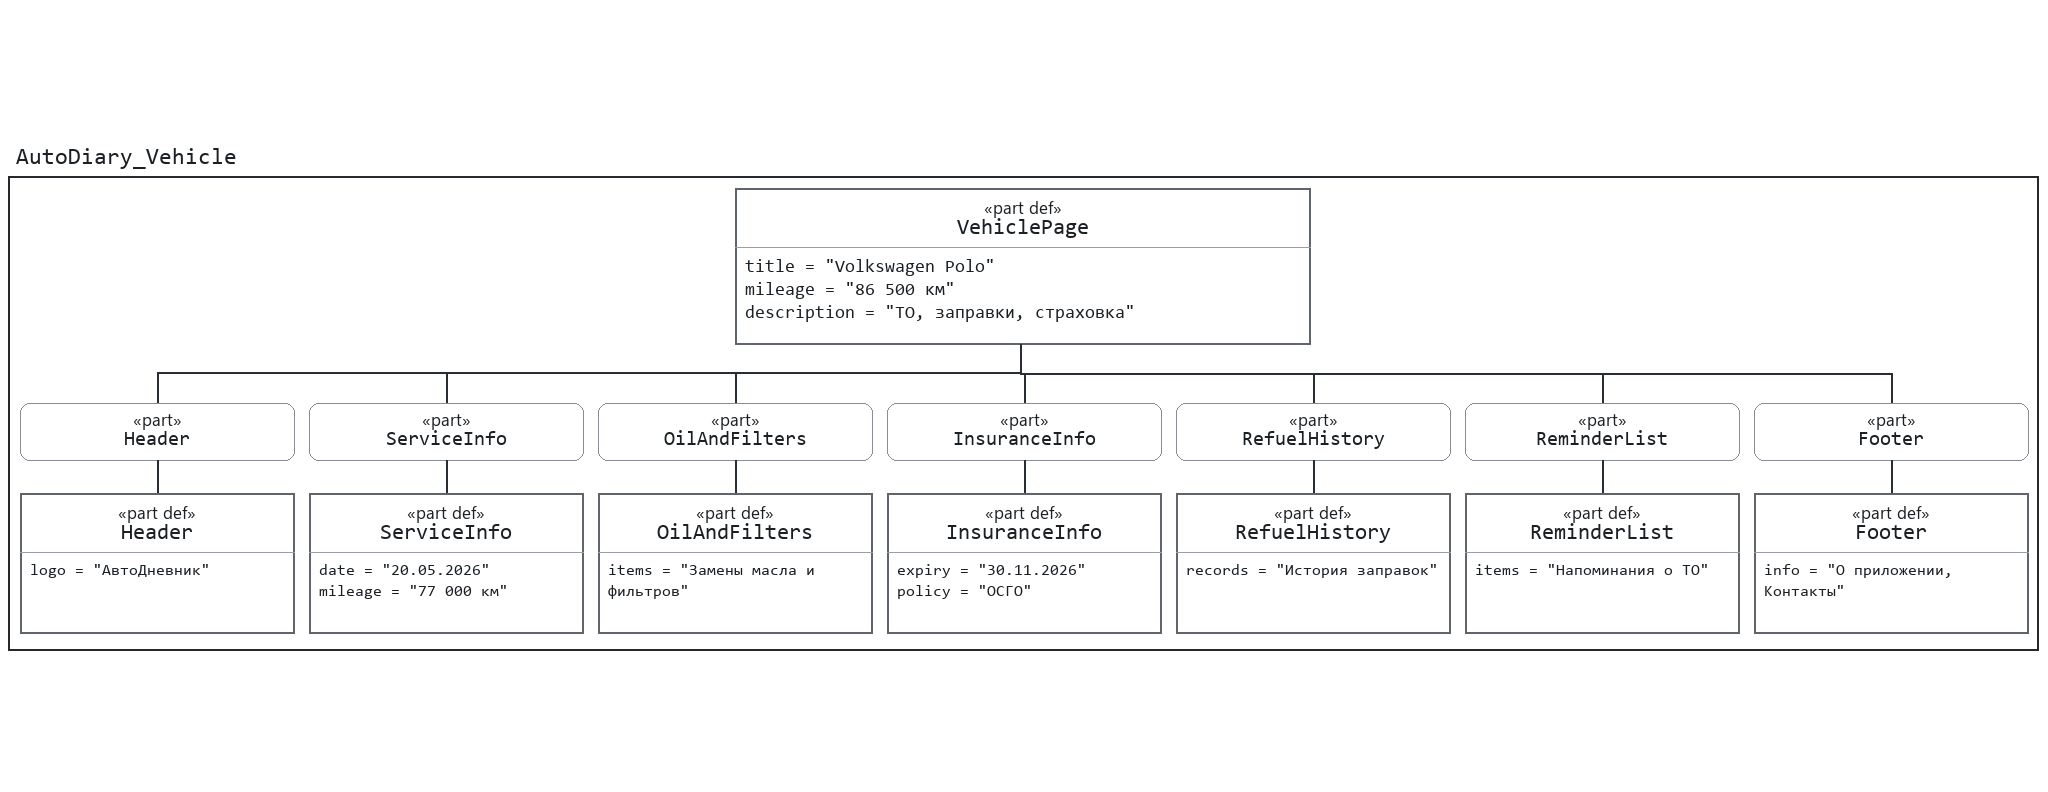 AutoDiary_Vehicle
«part def»
VehiclePage
title = "Volkswagen Polo"
mileage = "86 500 км"
description = "ТО, заправки, страховка"
«part»
Header
«part»
ServiceInfo
«part»
OilAndFilters
«part»
InsuranceInfo
«part»
RefuelHistory
«part»
ReminderList
«part»
Footer
«part def»
Header
logo = "АвтоДневник"
«part def»
ServiceInfo
date = "20.05.2026"
mileage = "77 000 км"
«part def»
OilAndFilters
items = "Замены масла и
фильтров"
«part def»
InsuranceInfo
expiry = "30.11.2026"
policy = "ОСГО"
«part def»
RefuelHistory
records = "История заправок"
«part def»
ReminderList
items = "Напоминания о ТО"
«part def»
Footer
info = "О приложении,
Контакты"